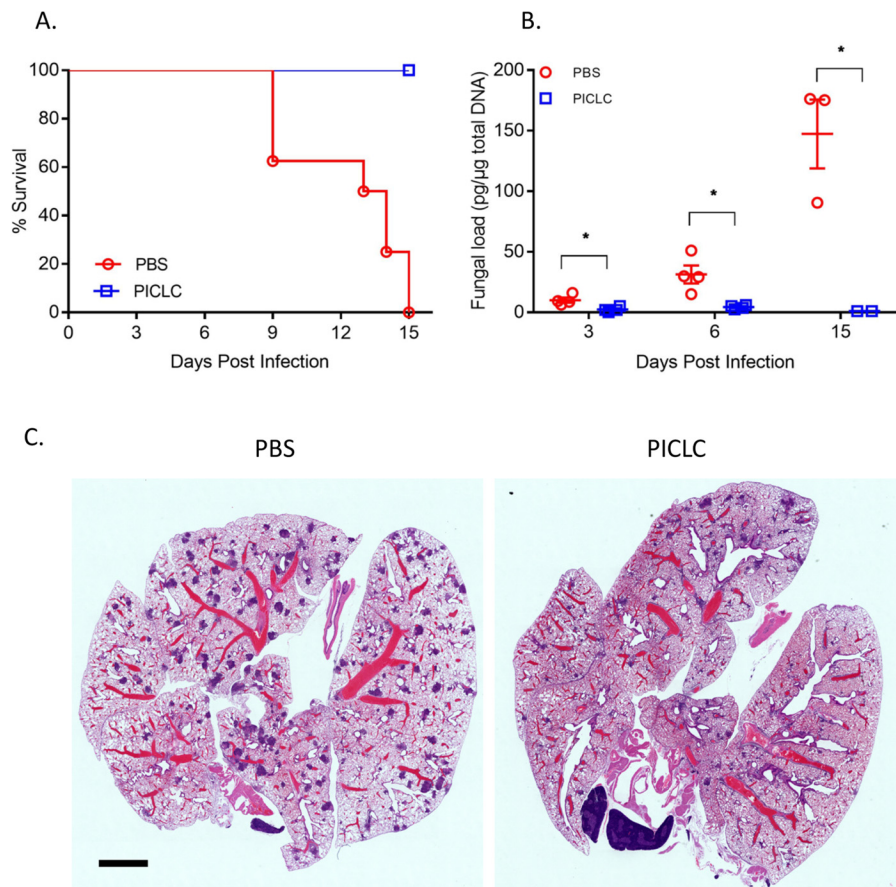 A.
B.
100
80
60
40
20
0
% Survival
PBS
PICLC
0 3 6 9 12 15
Days Post Infection
200
150
100
50
0
Fungal load (pg/µg total DNA)
PBS
PICLC
*
*
*
3 6 15
Days Post Infection
C.
PBS PICLC